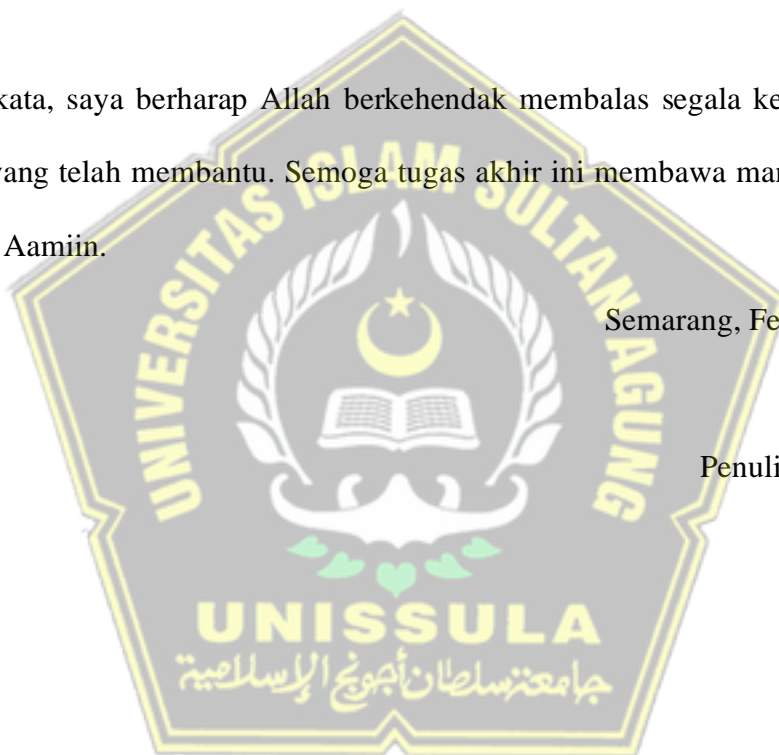 kata, saya berharap Allah berkehendak membalas segala ke
yang telah membantu. Semoga tugas akhir ini membawa man
Aamiin.
Semarang, Fe
Penuli
UNIVERSITAS ISLAM SULTAN AGUNG
UNISSULA
جامعة سلطان أجونج الإسلامية